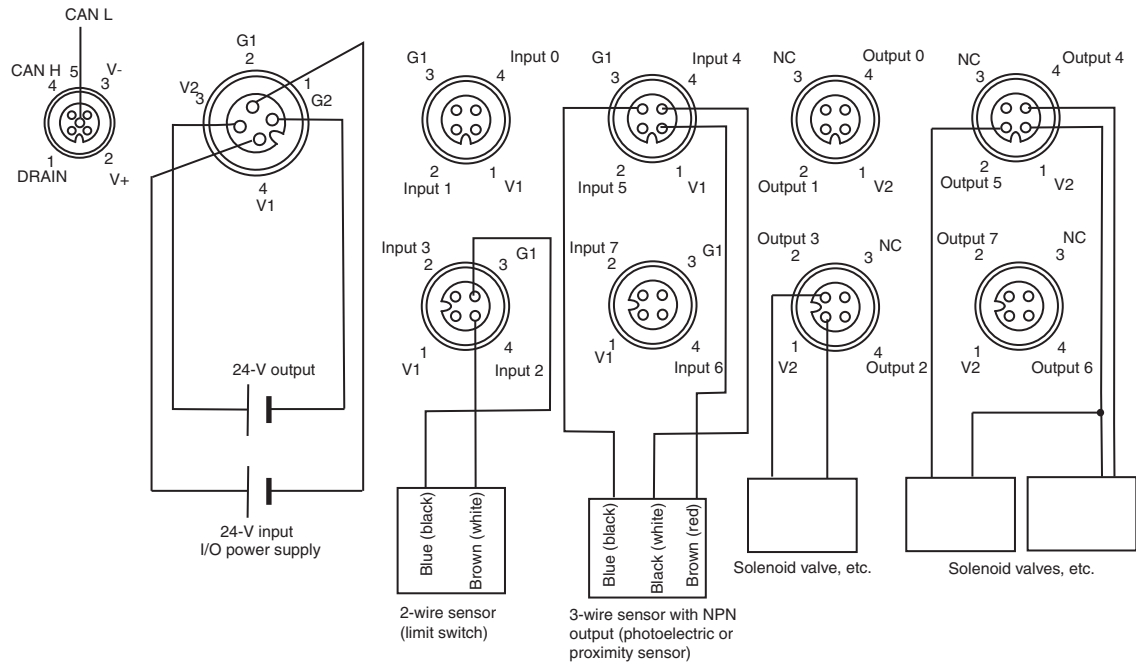 CAN L
CAN H
5
V-
4
3
1
2
DRAIN
V+
G1
2
V2
3
1
G2
4
V1
24-V output
24-V input
I/O power supply
G1
Input 0
3
4
2
1
Input 1
V1
Input 3
2
3
G1
1
4
V1
Input 2
Blue (black)
Brown (white)
2-wire sensor
(limit switch)
G1
Input 4
3
4
2
1
Input 5
V1
Input 7
2
3
G1
1
4
V1
Input 6
Blue (black)
Black (white)
Brown (red)
3-wire sensor with NPN
output (photoelectric or
proximity sensor)
NC
Output 0
3
4
2
1
Output 1
V2
Output 3
2
NC
3
1
4
V2
Output 2
Solenoid valve, etc.
NC
Output 4
3
4
2
1
Output 5
V2
Output 7
2
NC
3
1
4
V2
Output 6
Solenoid valves, etc.